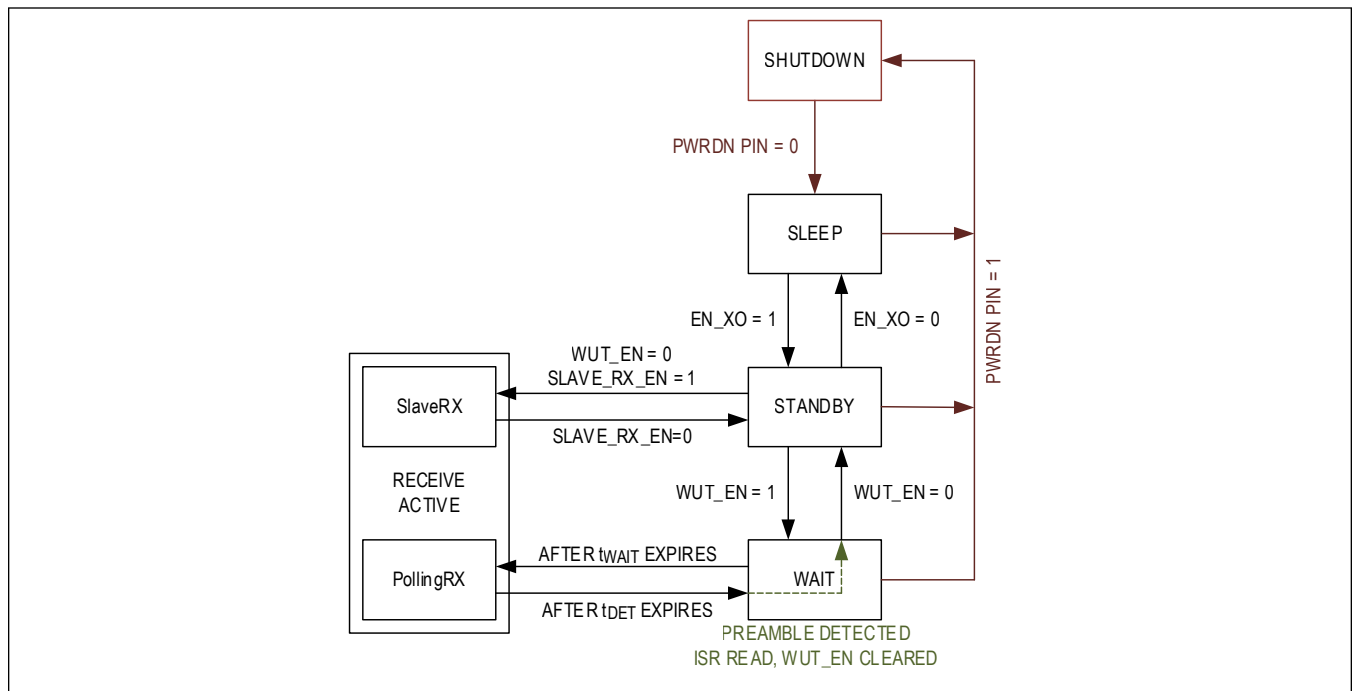 SHUTDOWN
PWRDN PIN = 0
SLEEP
PWRDN PIN = 1
EN_XO = 1
EN_XO = 0
WUT_EN = 0
SLAVE_RX_EN = 1
SlaveRX
STANDBY
SLAVE_RX_EN=0
RECEIVE
ACTIVE
WUT_EN = 1
WUT_EN = 0
AFTER tWAIT EXPIRES
PollingRX
WAIT
AFTER tDET EXPIRES
PREAMBLE DETECTED
ISR READ, WUT_EN CLEARED